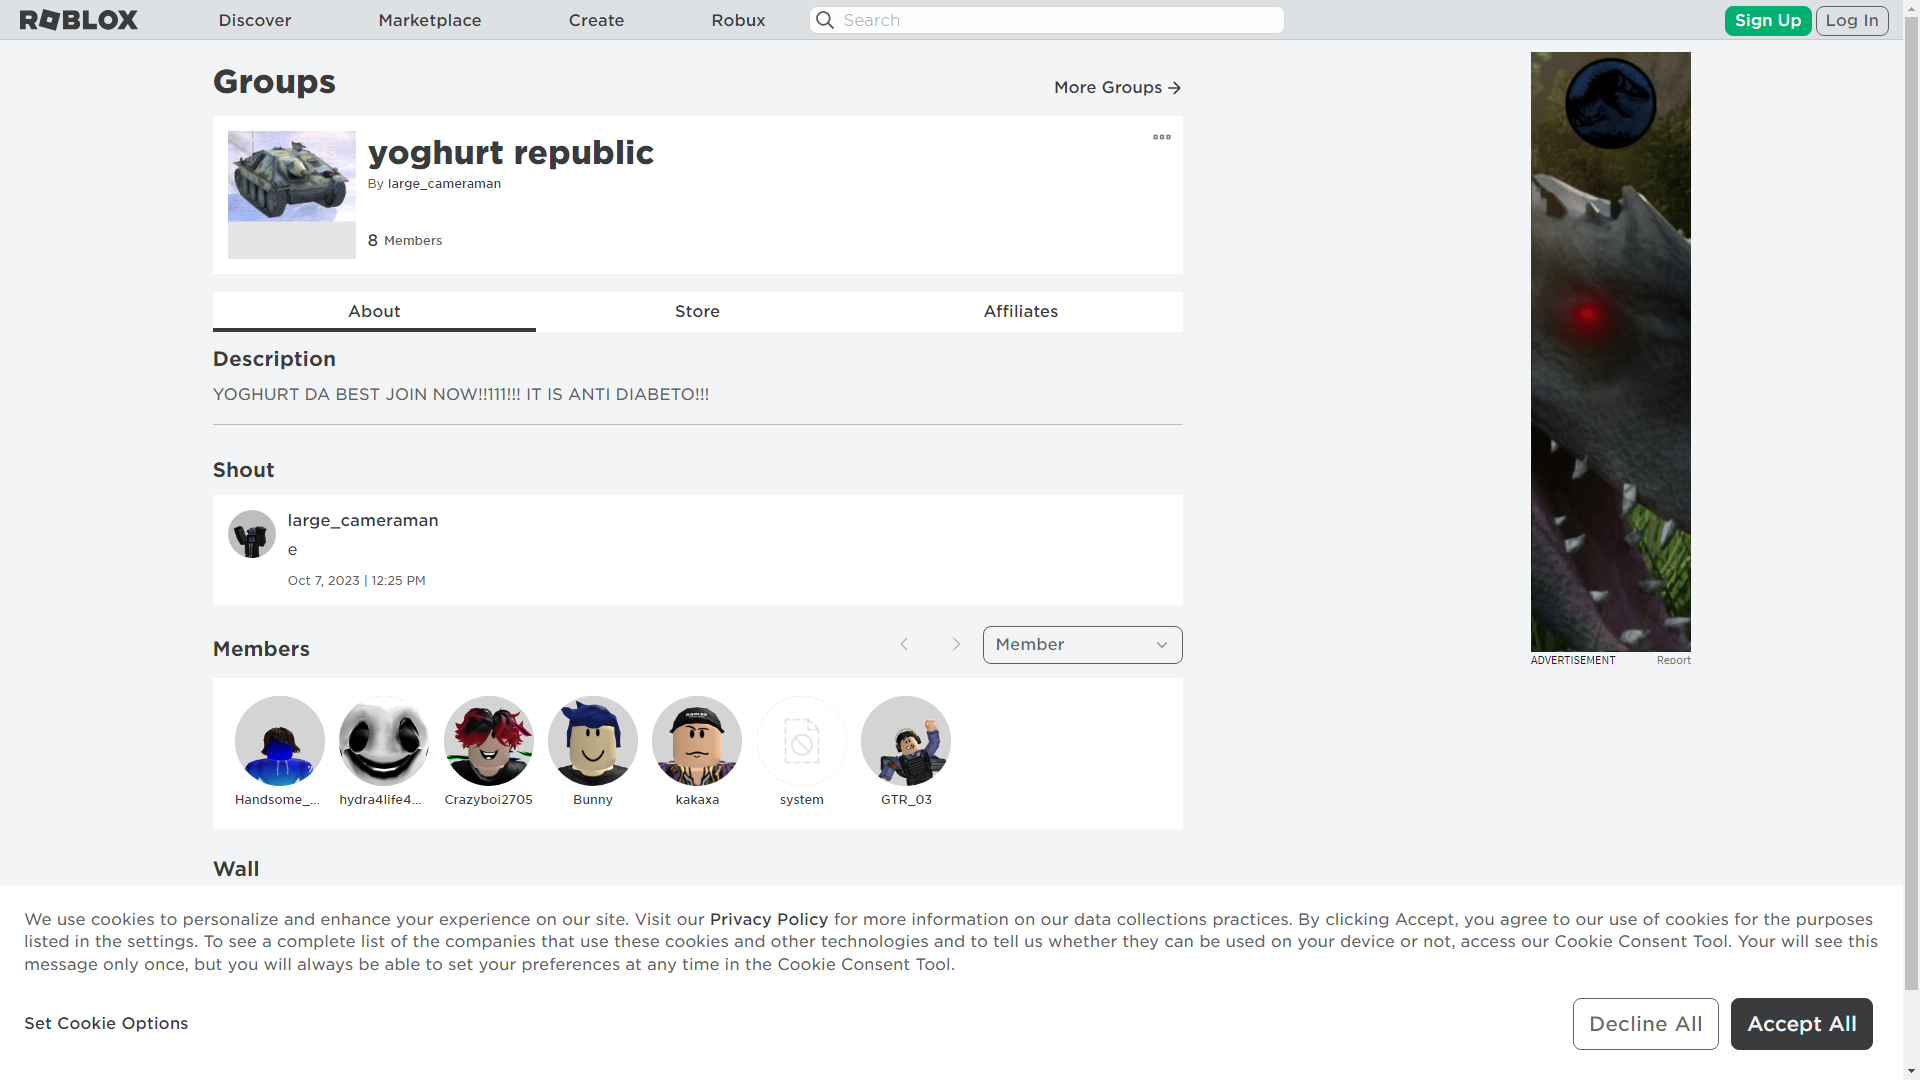 ROBLOX
Discover
Marketplace
Create
Robux
Search
Sign Up
Log In
Groups
More Groups
yoghurt republic
By large_cameraman
8 Members
About
Store
Affiliates
Description
YOGHURT DA BEST JOIN NOW!!111!!! IT IS ANTI DIABETO!!!
Shout
large_cameraman
e
Oct 7, 2023 | 12:25 PM
ADVERTISEMENT
Report
Members
Member
Handsome_...
hydra4life4...
Crazyboi2705
Bunny
kakaxa
system
GTR_03
Wall
We use cookies to personalize and enhance your experience on our site. Visit our Privacy Policy for more information on our data collections practices. By clicking Accept, you agree to our use of cookies for the purposes
listed in the settings. To see a complete list of the companies that use these cookies and other technologies and to tell us whether they can be used on your device or not, access our Cookie Consent Tool. Your will see this
message only once, but you will always be able to set your preferences at any time in the Cookie Consent Tool.
Set Cookie Options
Decline All
Accept All